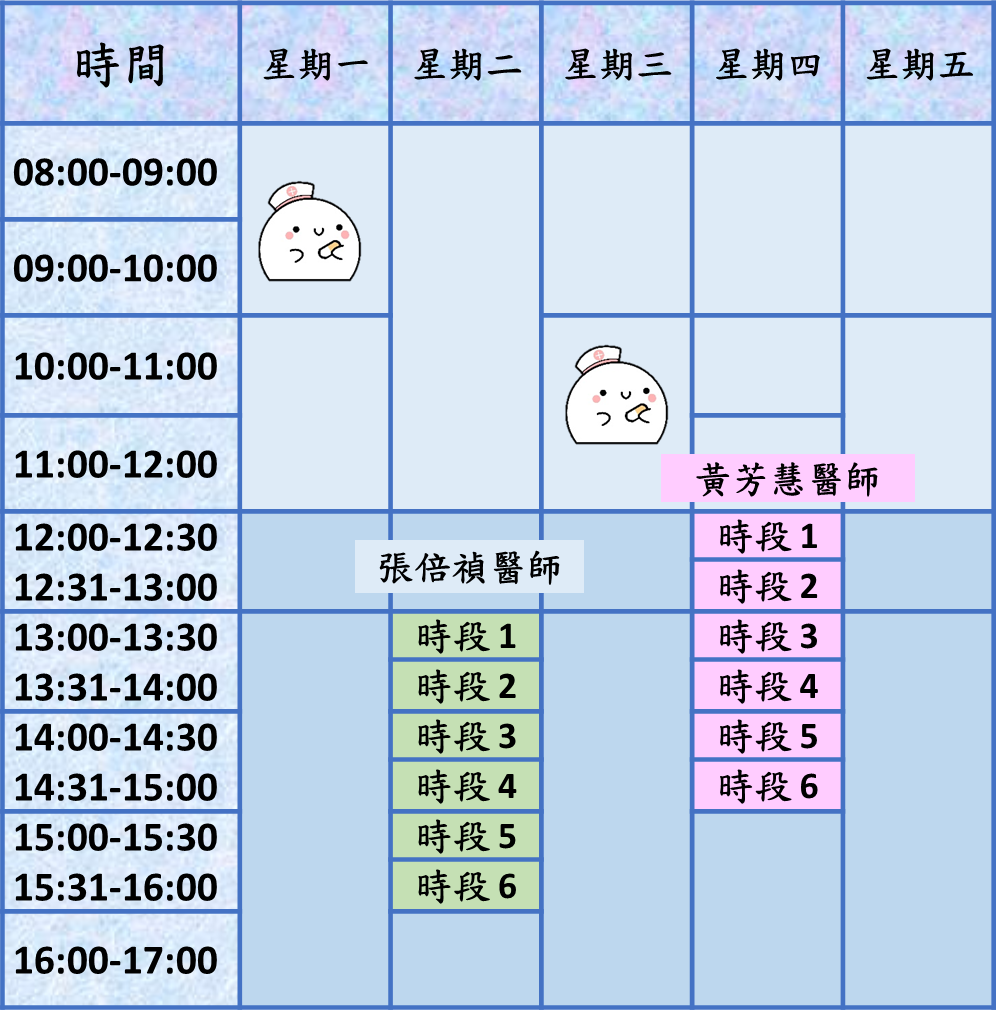 時間 星期一 星期二 星期三 星期四 星期五
08:00-09:00
09:00-10:00
10:00-11:00
11:00-12:00
黃芳慧醫師
12:00-12:30 時段 1
張倍禎醫師
12:31-13:00 時段 2
13:00-13:30 時段 1 時段 3
13:31-14:00 時段 2 時段 4
14:00-14:30 時段 3 時段 5
14:31-15:00 時段 4 時段 6
15:00-15:30 時段 5
15:31-16:00 時段 6
16:00-17:00